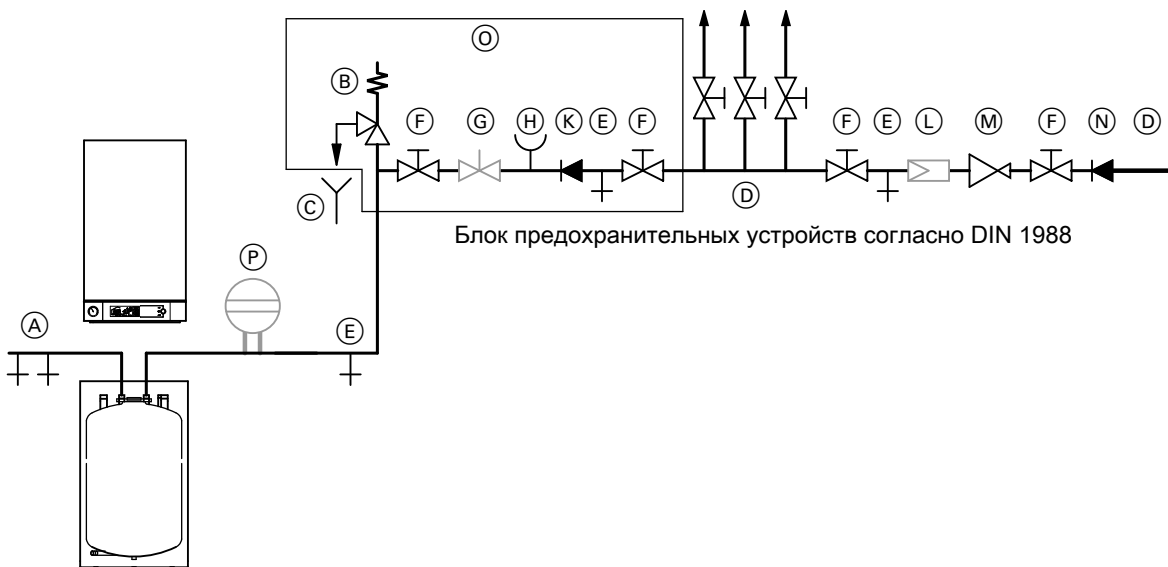 O
B
F G H K E F F E L M F N D
C
D
Блок предохранительных устройств согласно DIN 1988
P
A
E